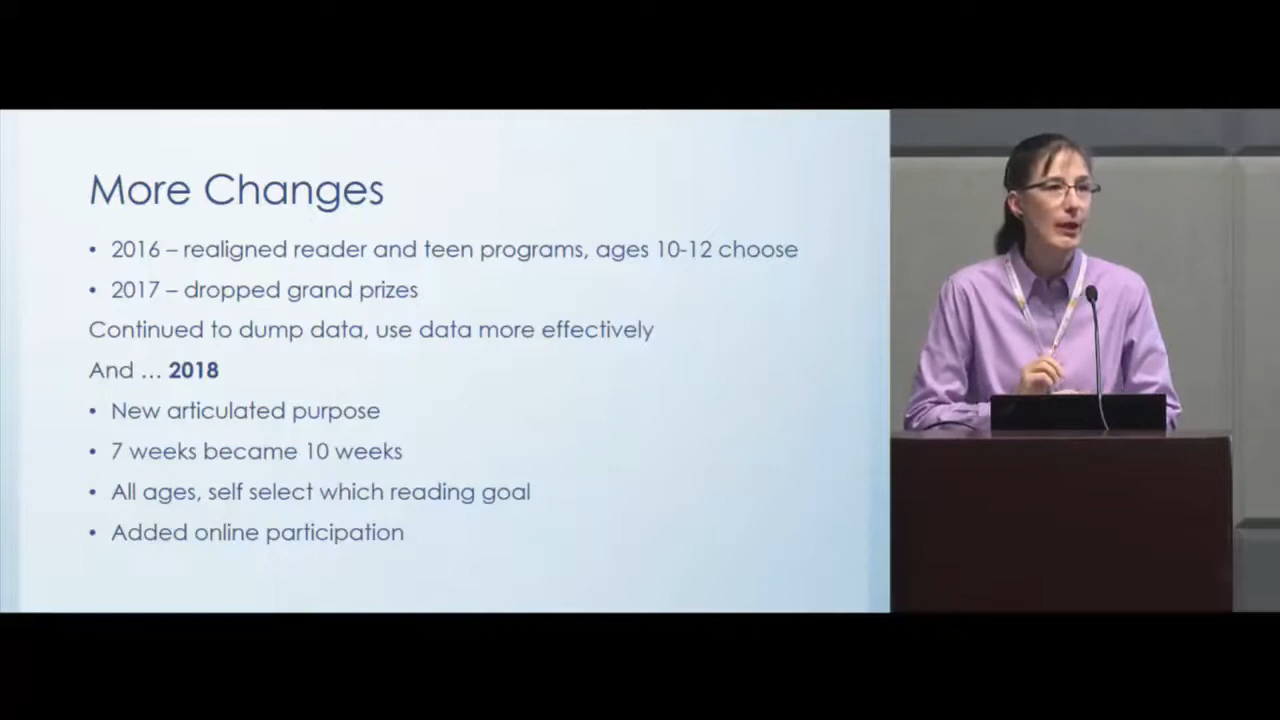 More Changes
• 2016 – realigned reader and teen programs, ages 10-12 choose
• 2017 – dropped grand prizes
Continued to dump data, use data more effectively
And … 2018
• New articulated purpose
• 7 weeks became 10 weeks
• All ages, self select which reading goal
• Added online participation